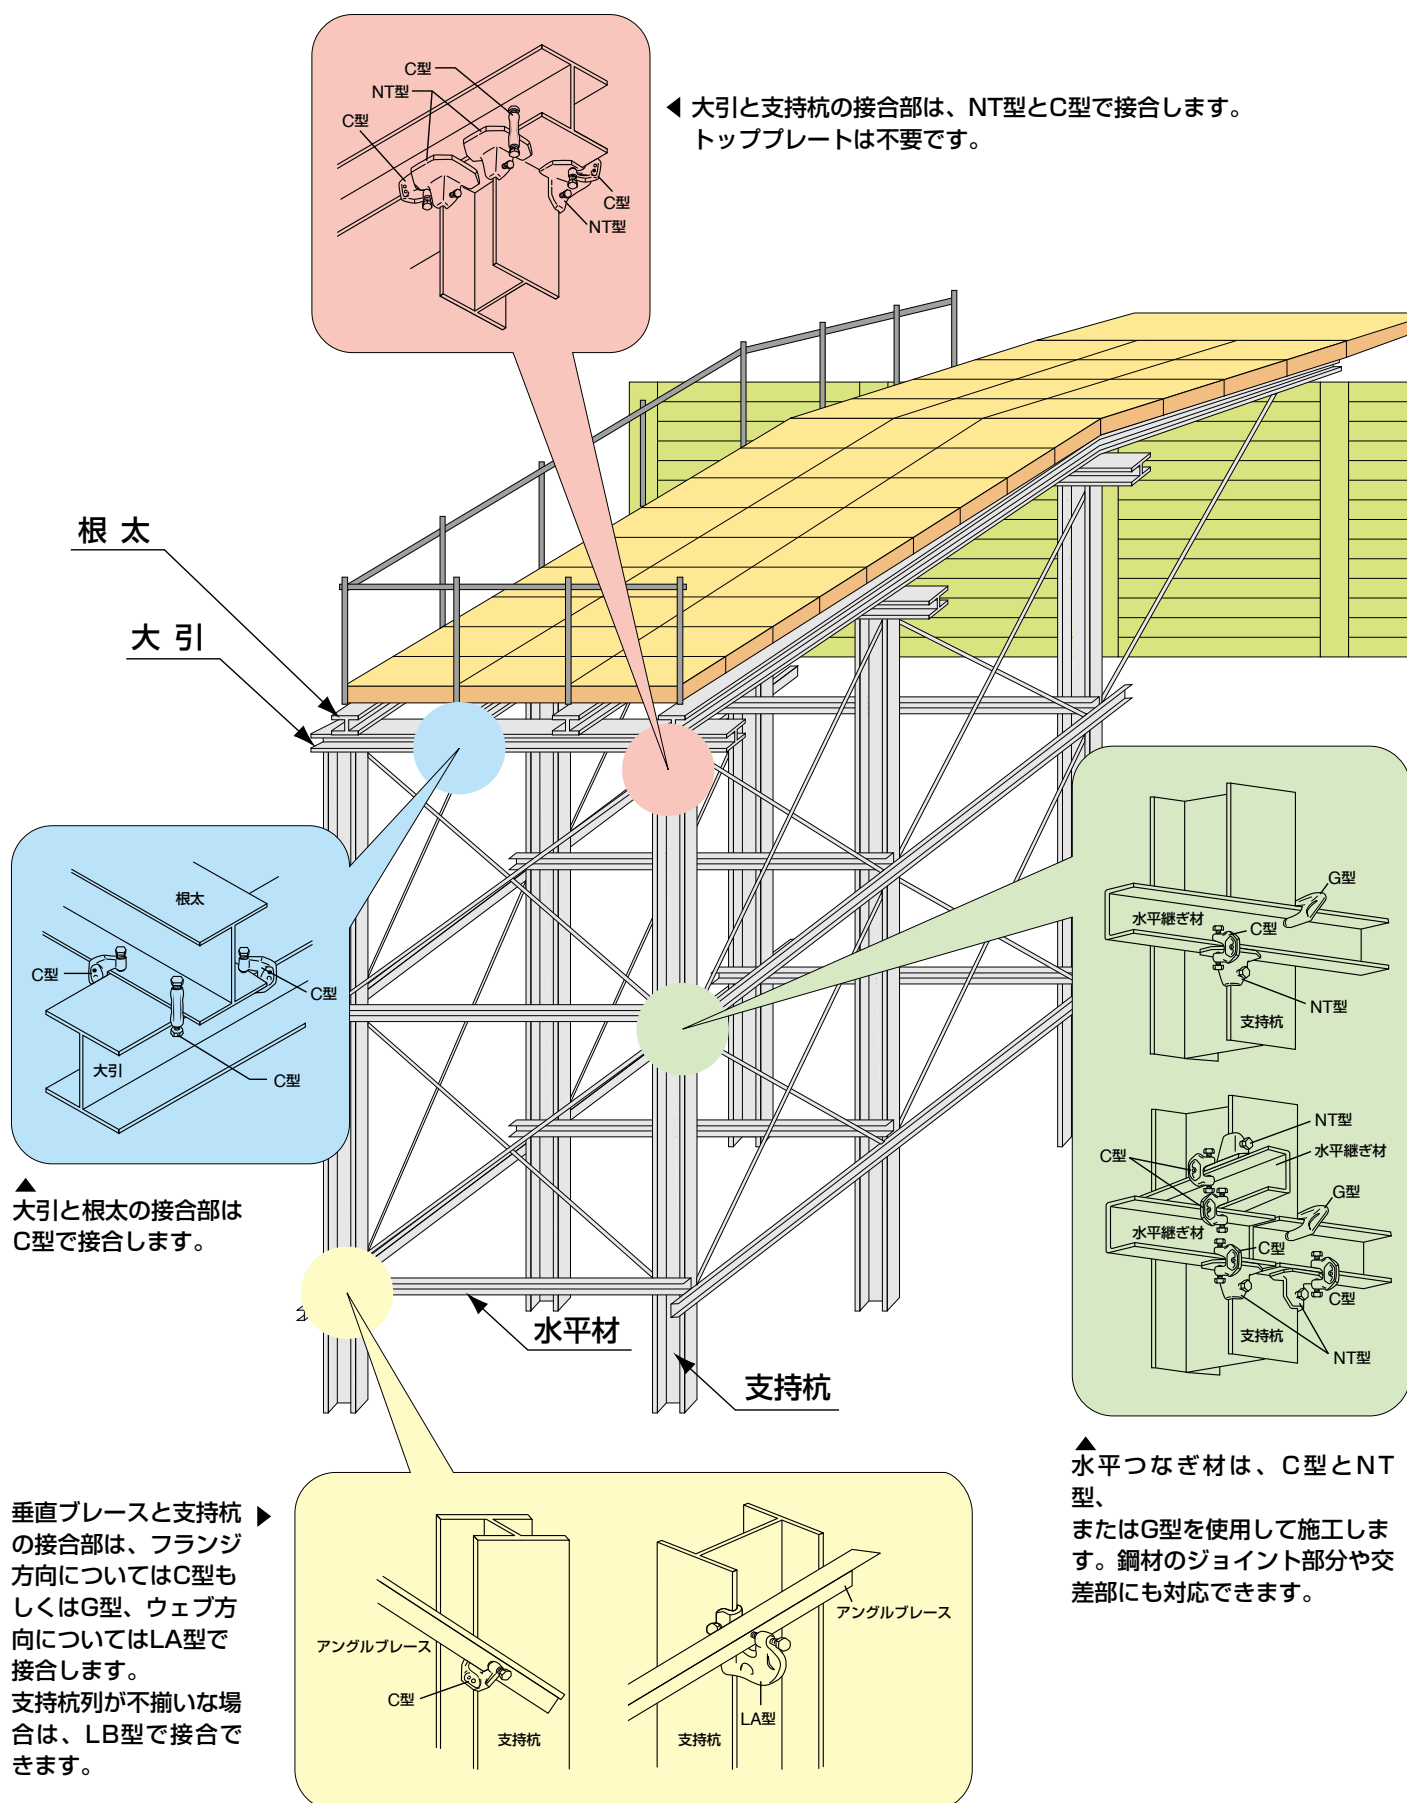 C型
NT型
C型
C型
NT型
◀ 大引と支持杭の接合部は、NT型とC型で接合します。
トッププレートは不要です。
根 太
大 引
根太
C型
C型
大引
C型
▲
大引と根太の接合部は
C型で接合します。
G型
水平継ぎ材
C型
NT型
支持杭
NT型
C型
水平継ぎ材
G型
水平継ぎ材
C型
C型
支持杭
NT型
水平材
支持杭
▲
水平つなぎ材は、C型とNT
型、
またはG型を使用して施工しま
す。鋼材のジョイント部分や交
差部にも対応できます。
垂直ブレースと支持杭 ▶
の接合部は、フランジ
方向についてはC型も
しくはG型、ウェブ方
向についてはLA型で
接合します。
支持杭列が不揃いな場
合は、LB型で接合で
きます。
アングルブレース
C型
支持杭
アングルブレース
LA型
支持杭